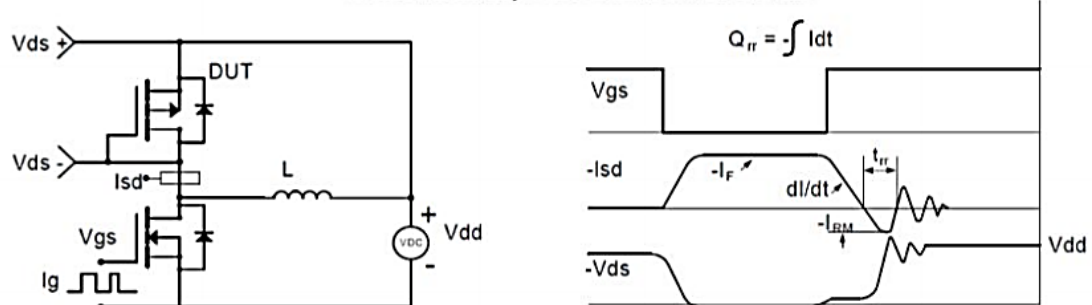 Vds +
DUT
Vds -
Isd
L
Vgs
Ig
+
VDC
-
Vdd
Qrr = -∫ Idt
Vgs
-Isd
-IF
dI/dt
trr
-IRM
Vdd
-Vds